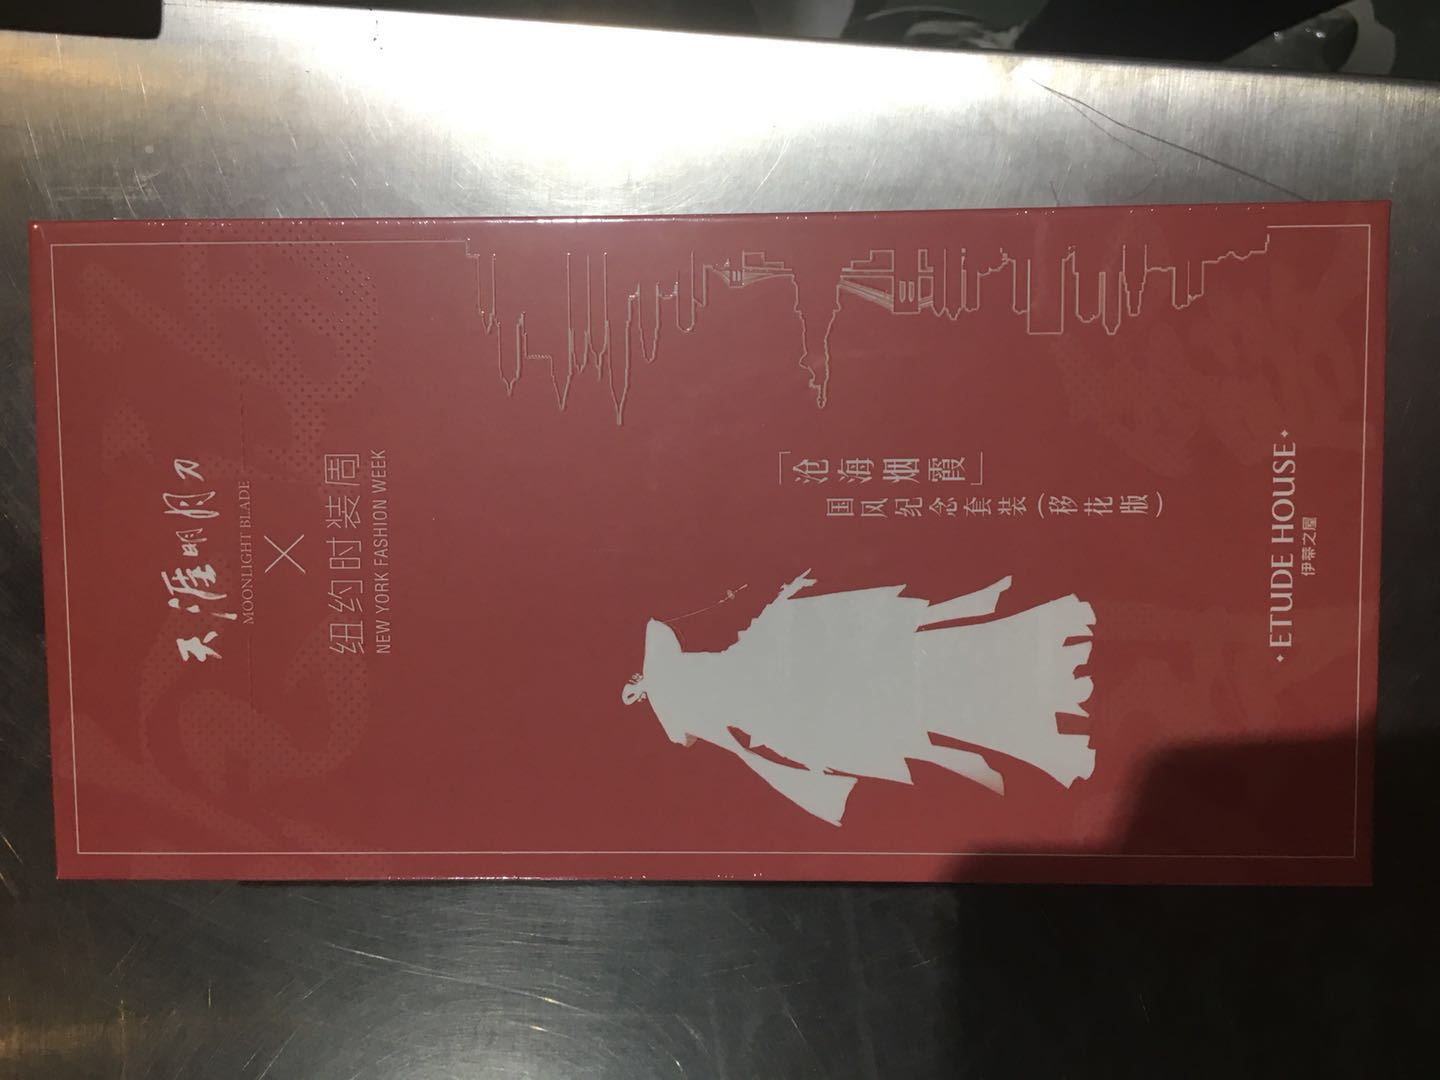 天涯明月刀
MOONLIGHT BLADE
×
纽约时装周
NEW YORK FASHION WEEK
「沧海烟霞」
国风纪念套装(移花版)
ETUDE HOUSE
伊蒂之屋